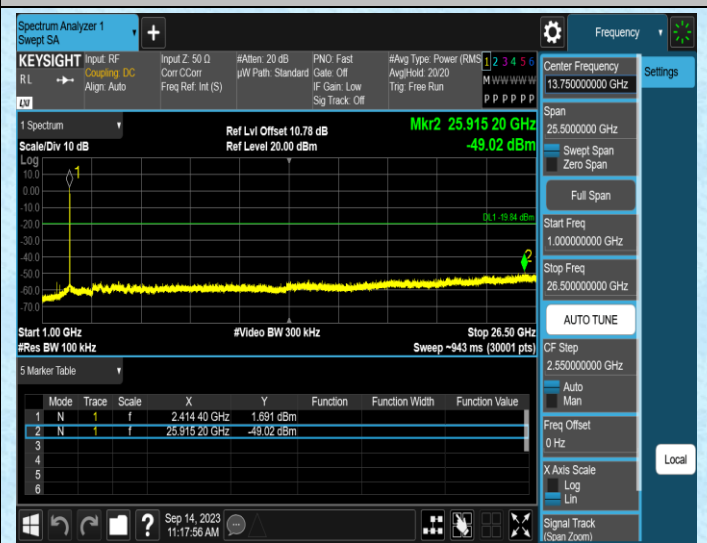 Spectrum Analyzer 1
Swept SA
+
Frequency
KEYSIGHT Input: RF Input Z: 50 Ω #Atten: 20 dB PNO: Fast #Avg Type: Power (RMS 1 2 3 4 5 6
RL Coupling: DC Corr CCorr µW Path: Standard Gate: Off Avg|Hold: 20/20 M W W W W W
Align: Auto Freq Ref: Int (S) IF Gain: Low Trig: Free Run
LXI Sig Track: Off P P P P P P
1 Spectrum
Ref Lvl Offset 10.78 dB Mkr2 25.915 20 GHz
Scale/Div 10 dB Ref Level 20.00 dBm -49.02 dBm
Log
10.0
1
0.00
-10.0
-20.0
DL1 -19.84 dBm
-30.0
-40.0
2
-50.0
-60.0
-70.0
Start 1.00 GHz #Video BW 300 kHz Stop 26.50 GHz
#Res BW 100 kHz Sweep ~943 ms (30001 pts)
5 Marker Table
Mode Trace Scale X Y Function Function Width Function Value
1 N 1 f 2.414 40 GHz 1.691 dBm
2 N 1 f 25.915 20 GHz -49.02 dBm
3
4
5
6
Sep 14, 2023
11:17:56 AM
?
Center Frequency
13.750000000 GHz
Settings
Span
25.5000000 GHz
Swept Span
Zero Span
Full Span
Start Freq
1.000000000 GHz
Stop Freq
26.500000000 GHz
AUTO TUNE
CF Step
2.550000000 GHz
Auto
Man
Freq Offset
0 Hz
Local
X Axis Scale
Log
Lin
Signal Track
(Span Zoom)